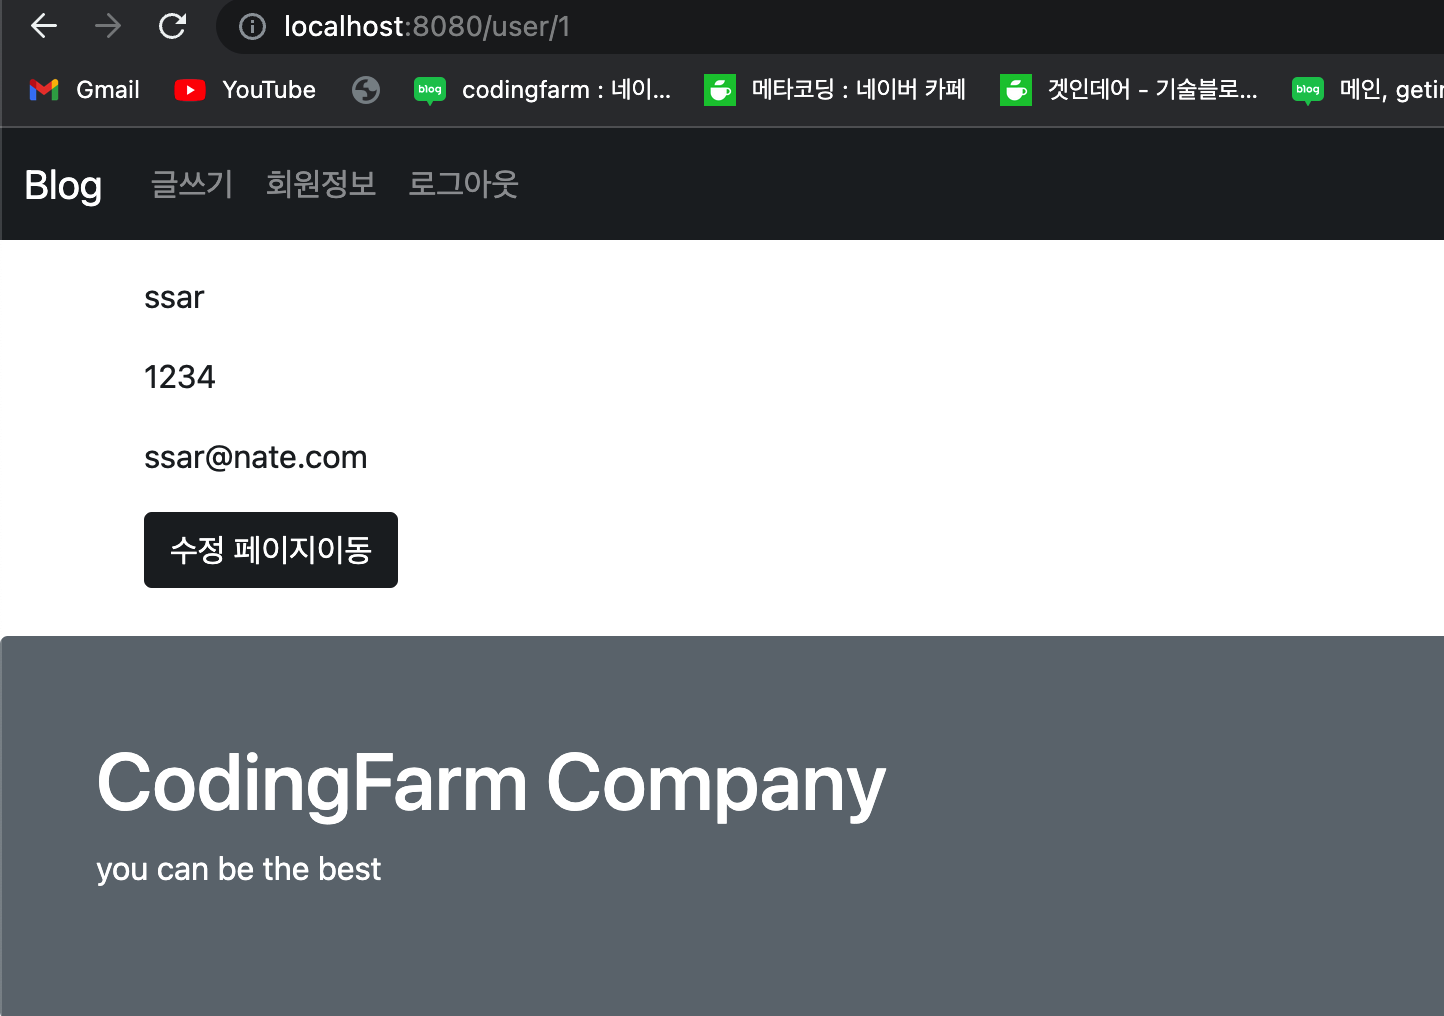 localhost:8080/user/1
Gmail YouTube blog codingfarm : 네이... 메타코딩 : 네이버 카페 겟인데어 - 기술블로... blog 메인, getin
Blog 글쓰기 회원정보 로그아웃
ssar
1234
ssar@nate.com
수정 페이지이동
CodingFarm Company
you can be the best